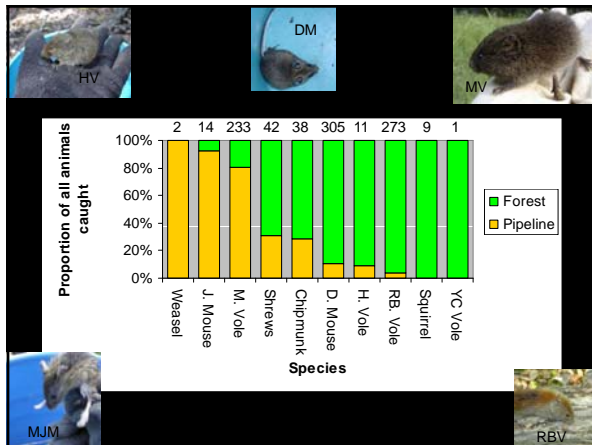 DM
HV
MV
2 14 233 42 38 305 11 273 9 1
100%
80%
60%
40%
20%
0%
Proportion of all animals
caught
Forest
Pipeline
Weasel
J. Mouse
M. Vole
Shrews
Chipmunk
D. Mouse
H. Vole
RB. Vole
Squirrel
YC Vole
Species
MJM
RBV